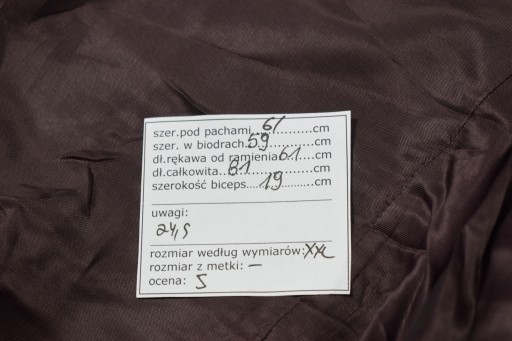 szer.pod pachami..61..........cm
szer. w biodrach.59..........cm
dł.rękawa od ramienia.61....cm
dł.całkowita..81................cm
szerokość biceps....19..........cm
uwagi:
24,5
rozmiar według wymiarów:XXL
rozmiar z metki: –
ocena: 5